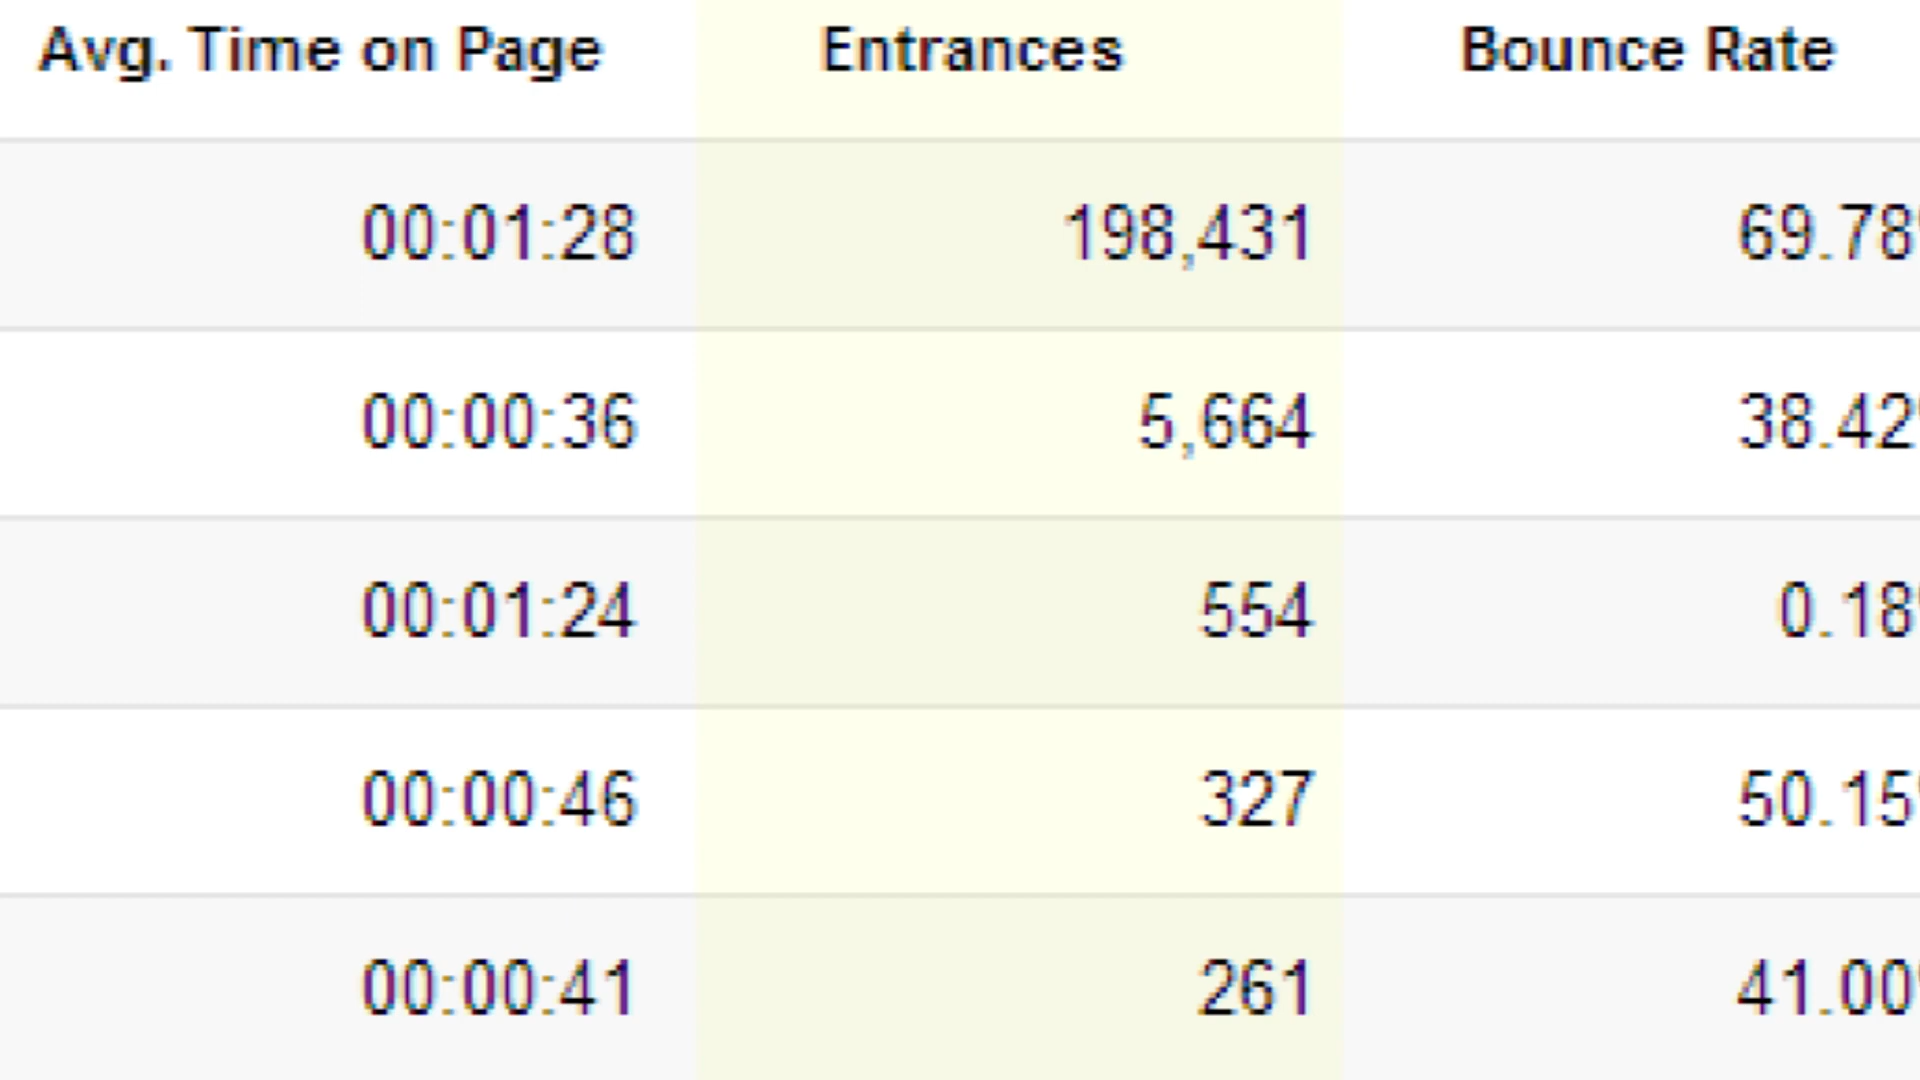 Avg. Time on Page Entrances Bounce Rate
00:01:28 198,431 69.78
00:00:36 5,664 38.42
00:01:24 554 0.18
00:00:46 327 50.15
00:00:41 261 41.00